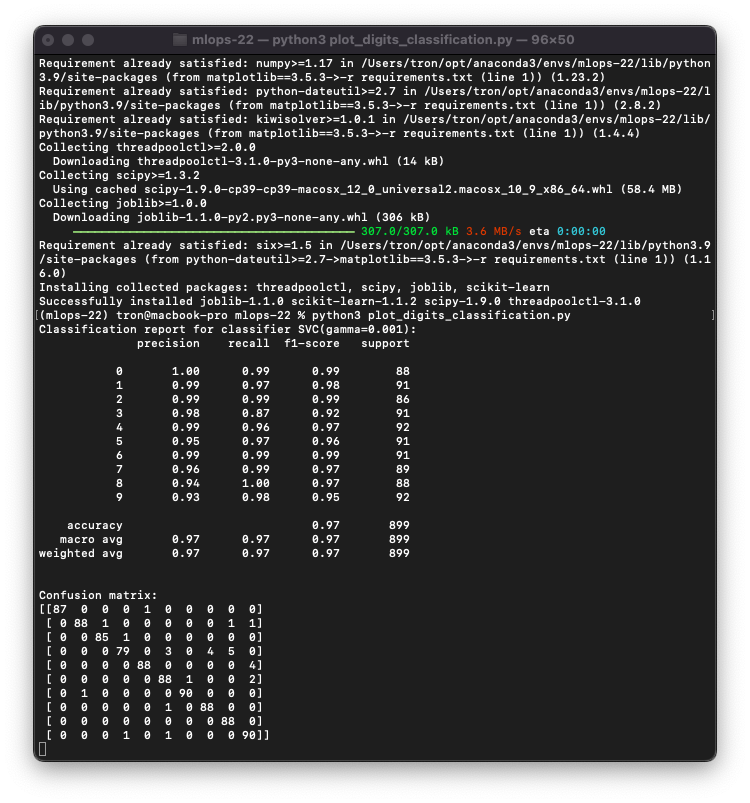 mlops-22 — python3 plot_digits_classification.py — 96×50
Requirement already satisfied: numpy>=1.17 in /Users/tron/opt/anaconda3/envs/mlops-22/lib/python
3.9/site-packages (from matplotlib==3.5.3->-r requirements.txt (line 1)) (1.23.2)
Requirement already satisfied: python-dateutil>=2.7 in /Users/tron/opt/anaconda3/envs/mlops-22/l
ib/python3.9/site-packages (from matplotlib==3.5.3->-r requirements.txt (line 1)) (2.8.2)
Requirement already satisfied: kiwisolver>=1.0.1 in /Users/tron/opt/anaconda3/envs/mlops-22/lib/
python3.9/site-packages (from matplotlib==3.5.3->-r requirements.txt (line 1)) (1.4.4)
Collecting threadpoolctl>=2.0.0
  Downloading threadpoolctl-3.1.0-py3-none-any.whl (14 kB)
Collecting scipy>=1.3.2
  Using cached scipy-1.9.0-cp39-cp39-macosx_12_0_universal2.macosx_10_9_x86_64.whl (58.4 MB)
Collecting joblib>=1.0.0
  Downloading joblib-1.1.0-py2.py3-none-any.whl (306 kB)
     ━━━━━━━━━━━━━━━━━━━━━━━━━━━━━━━━━━━━━━━━ 307.0/307.0 kB 3.6 MB/s eta 0:00:00
Requirement already satisfied: six>=1.5 in /Users/tron/opt/anaconda3/envs/mlops-22/lib/python3.9
/site-packages (from python-dateutil>=2.7->matplotlib==3.5.3->-r requirements.txt (line 1)) (1.1
6.0)
Installing collected packages: threadpoolctl, scipy, joblib, scikit-learn
Successfully installed joblib-1.1.0 scikit-learn-1.1.2 scipy-1.9.0 threadpoolctl-3.1.0
[(mlops-22) tron@macbook-pro mlops-22 % python3 plot_digits_classification.py ]
Classification report for classifier SVC(gamma=0.001):
              precision    recall  f1-score   support

           0       1.00      0.99      0.99        88
           1       0.99      0.97      0.98        91
           2       0.99      0.99      0.99        86
           3       0.98      0.87      0.92        91
           4       0.99      0.96      0.97        92
           5       0.95      0.97      0.96        91
           6       0.99      0.99      0.99        91
           7       0.96      0.99      0.97        89
           8       0.94      1.00      0.97        88
           9       0.93      0.98      0.95        92

    accuracy                           0.97       899
   macro avg       0.97      0.97      0.97       899
weighted avg       0.97      0.97      0.97       899

Confusion matrix:
[[87  0  0  0  1  0  0  0  0  0]
 [ 0 88  1  0  0  0  0  0  1  1]
 [ 0  0 85  1  0  0  0  0  0  0]
 [ 0  0  0 79  0  3  0  4  5  0]
 [ 0  0  0  0 88  0  0  0  0  4]
 [ 0  0  0  0  0 88  1  0  0  2]
 [ 0  1  0  0  0  0 90  0  0  0]
 [ 0  0  0  0  0  1  0 88  0  0]
 [ 0  0  0  0  0  0  0  0 88  0]
 [ 0  0  0  1  0  1  0  0  0 90]]